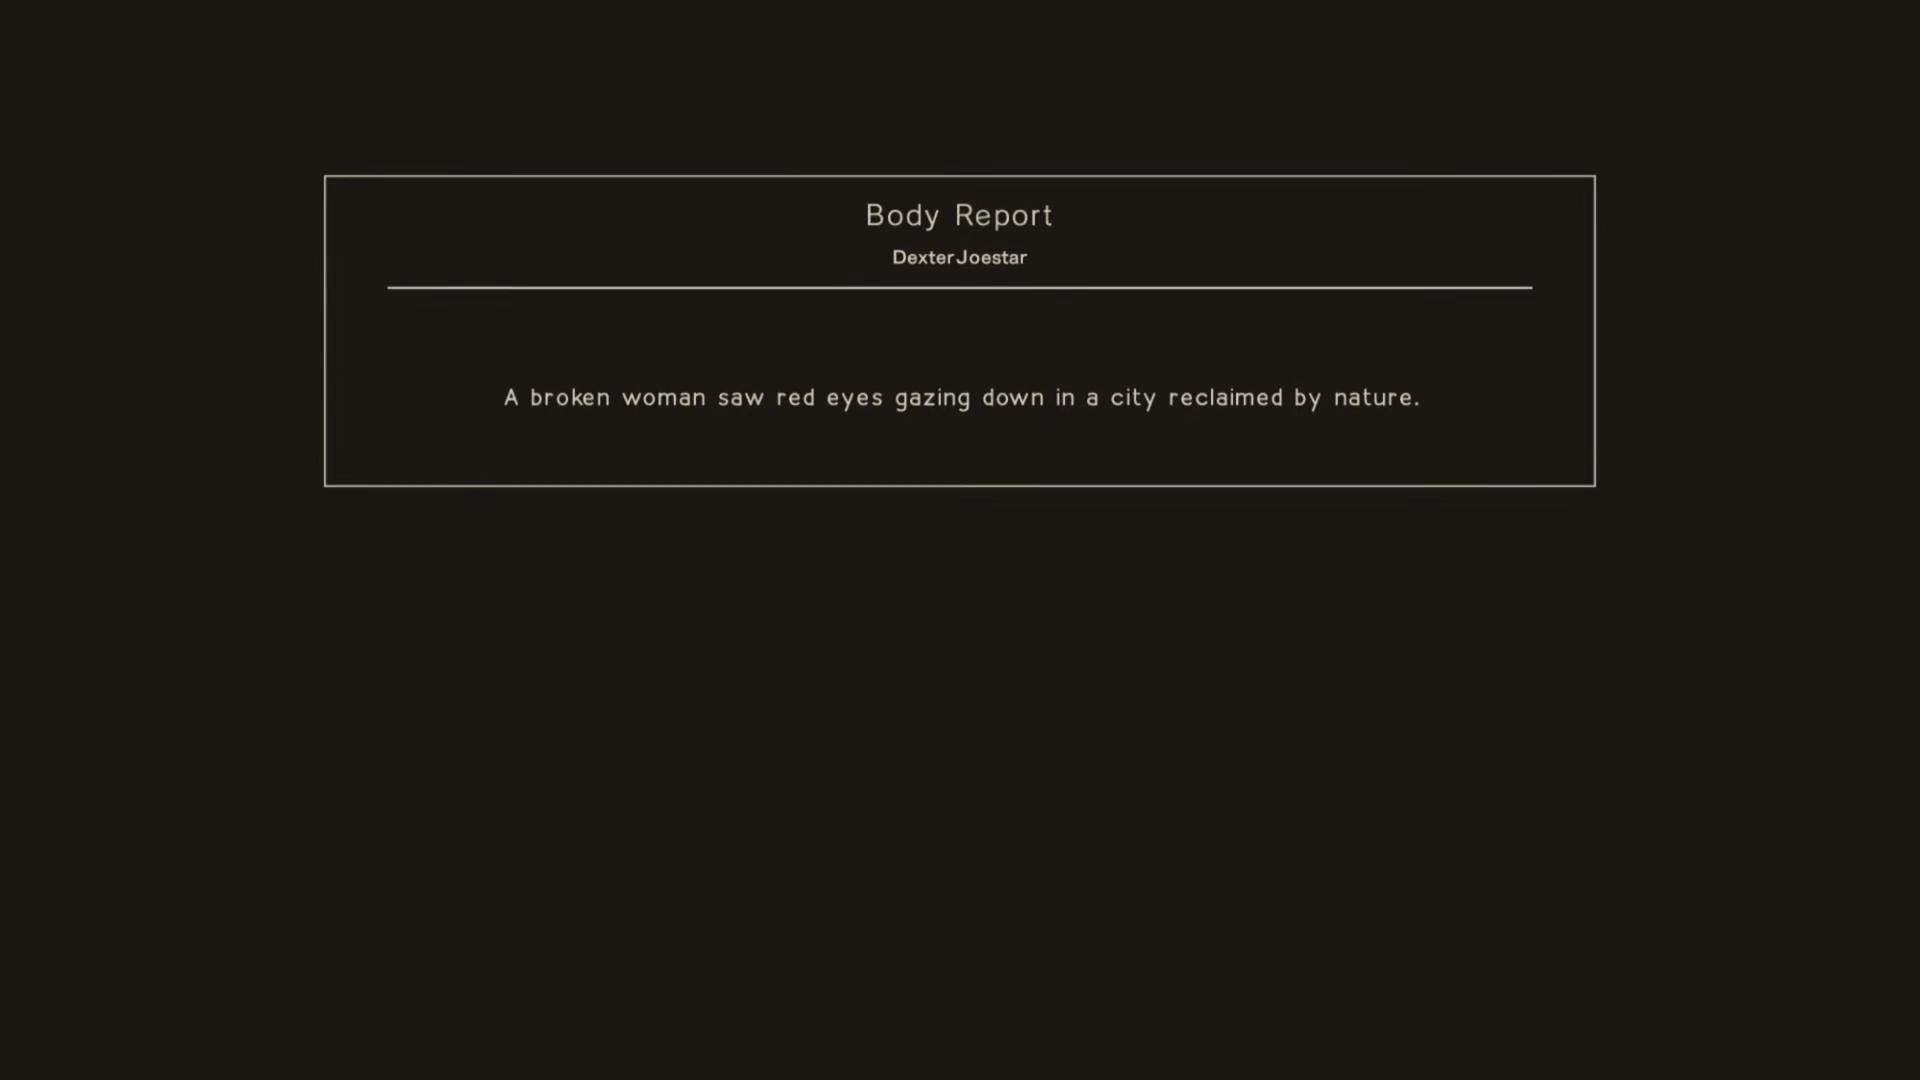 Body Report
DexterJoestar
A broken woman saw red eyes gazing down in a city reclaimed by nature.